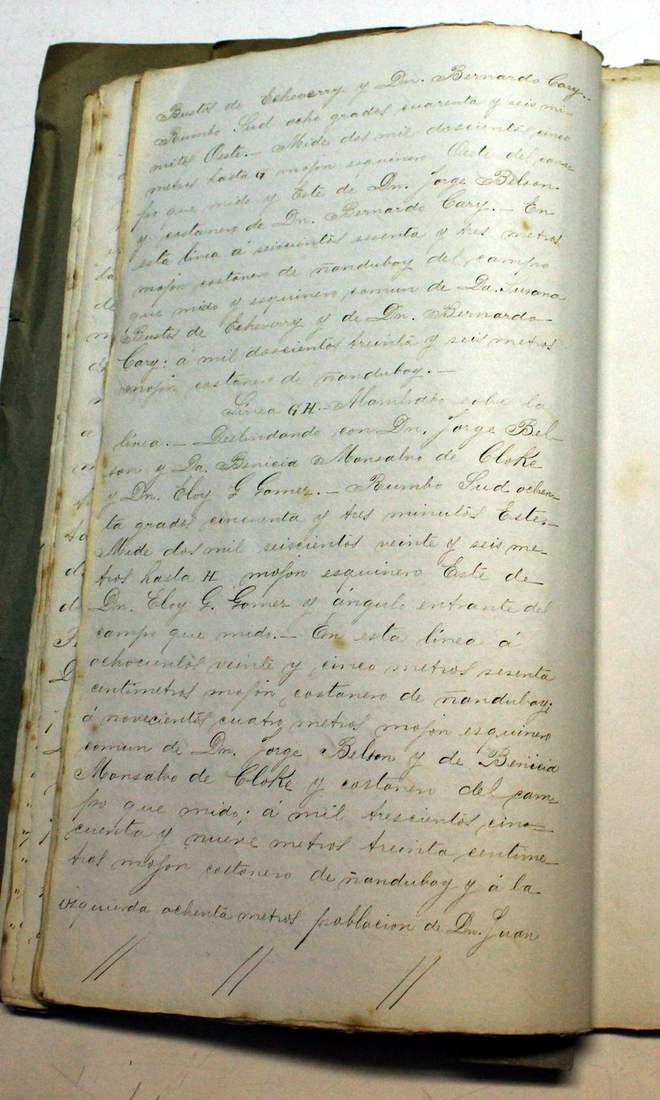 Bustos de Echeverry y Dn. Bernardo Cary.-
Rumbo Sud ocho grados cuarenta y seis mi-
nutos Oeste.- Mide dos mil doscientos cinco
metros hasta G mojon esquinero Oeste del cam-
po que mido y Este de Dn. Jorge Belson
y costanero de Dn. Bernardo Cary.- En
esta línea á seiscientos sesenta y tres metros
mojon costanero de ñandubay del campo
que mido y esquinero comun de Da. Susana
Bustos de Echeverry y de Dn. Bernardo
Cary; á mil doscientos treinta y seis metros
mojon costanero de ñandubay.-
Línea G H.- Alambrado sobre la
línea.- Deslindando con Dn. Jorge Bel-
son y Da. Benicia Monsalvo de Cloke
y Dn. Eloy G. Gomez.- Rumbo Sud ochen-
ta grados cincuenta y tres minutos Este.-
Mide dos mil seiscientos veinte y seis me-
tros hasta H mojon esquinero Este de
Dn. Eloy G. Gomez y ángulo entrante del
campo que mido.- En esta línea á
ochocientos veinte y cinco metros sesenta
centimetros mojon costanero de ñandubay;
á novecientos cuatro metros mojon esquinero
comun de Dn. Jorge Belson y de Benicia
Monsalvo de Cloke y costanero del cam-
po que mido; á mil trescientos cin-
cuenta y nueve metros treinta centime-
tros mojon costanero de ñandubay y á la
izquierda ochenta metros poblacion de Dn. Juan